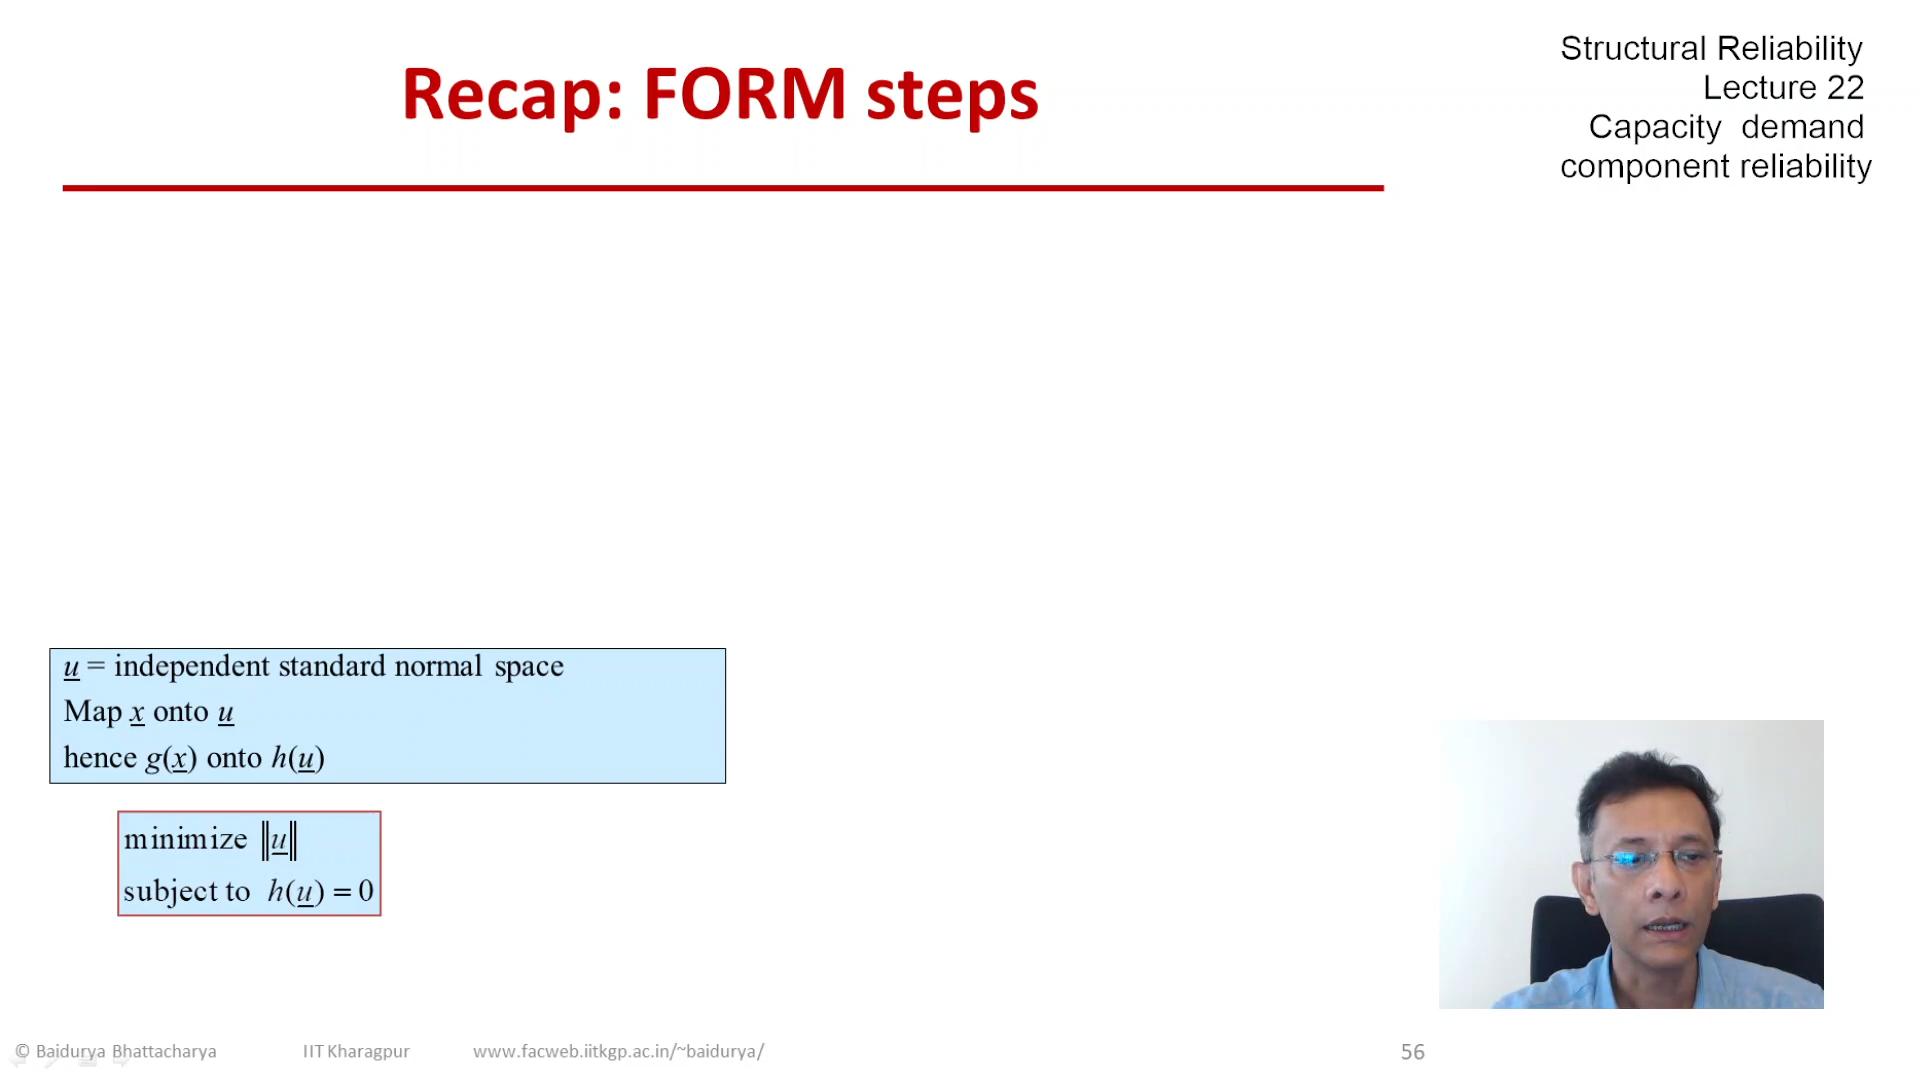 Recap: FORM steps
Structural Reliability
Lecture 22
Capacity demand
component reliability
u = independent standard normal space
Map x onto u
hence g(x) onto h(u)
minimize ‖u‖
subject to h(u) = 0
© Baidurya Bhattacharya
IIT Kharagpur
www.facweb.iitkgp.ac.in/~baidurya/
56